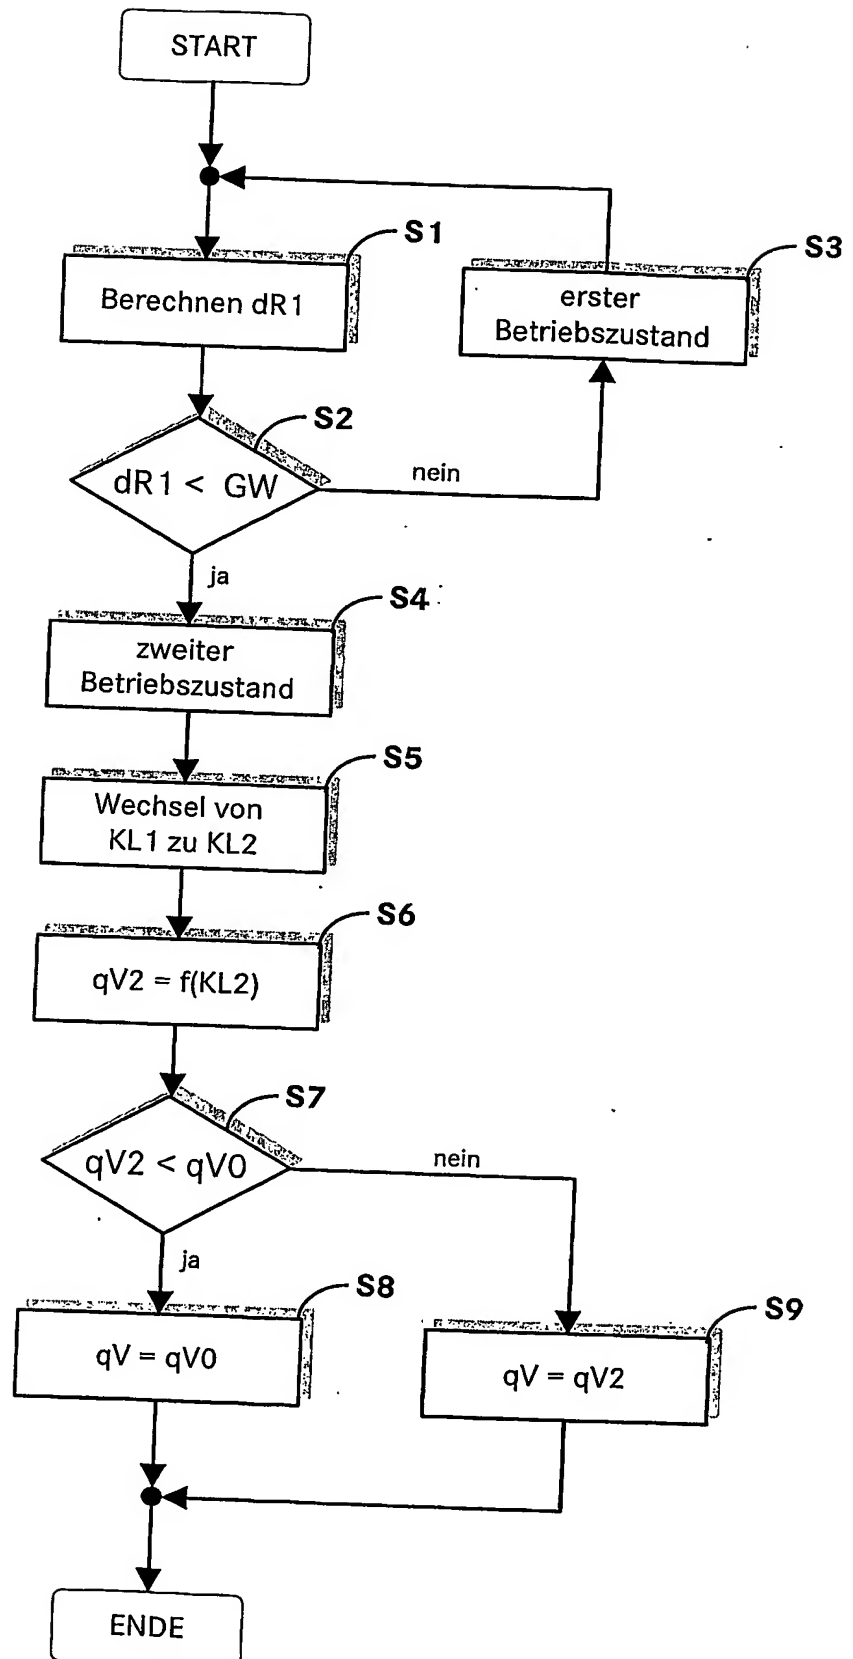 START
S1
Berechnen dR1
S3
erster
Betriebszustand
S2
dR1 < GW
nein
ja
S4
zweiter
Betriebszustand
S5
Wechsel von
KL1 zu KL2
S6
qV2 = f(KL2)
S7
qV2 < qV0
nein
ja
S8
qV = qV0
S9
qV = qV2
ENDE